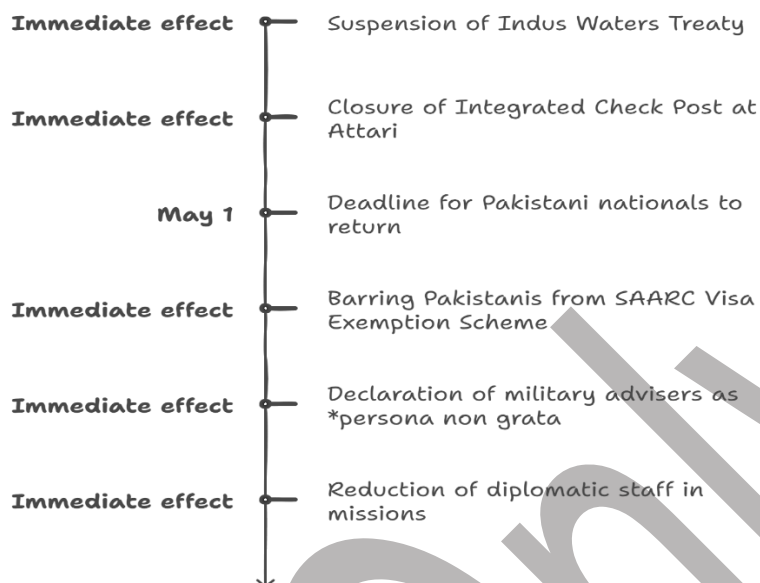 Immediate effect
Suspension of Indus Waters Treaty
Immediate effect
Closure of Integrated Check Post at
Attari
May 1
Deadline for Pakistani nationals to
return
Immediate effect
Barring Pakistanis from SAARC Visa
Exemption Scheme
Immediate effect
Declaration of military advisers as
*persona non grata
Immediate effect
Reduction of diplomatic staff in
missions